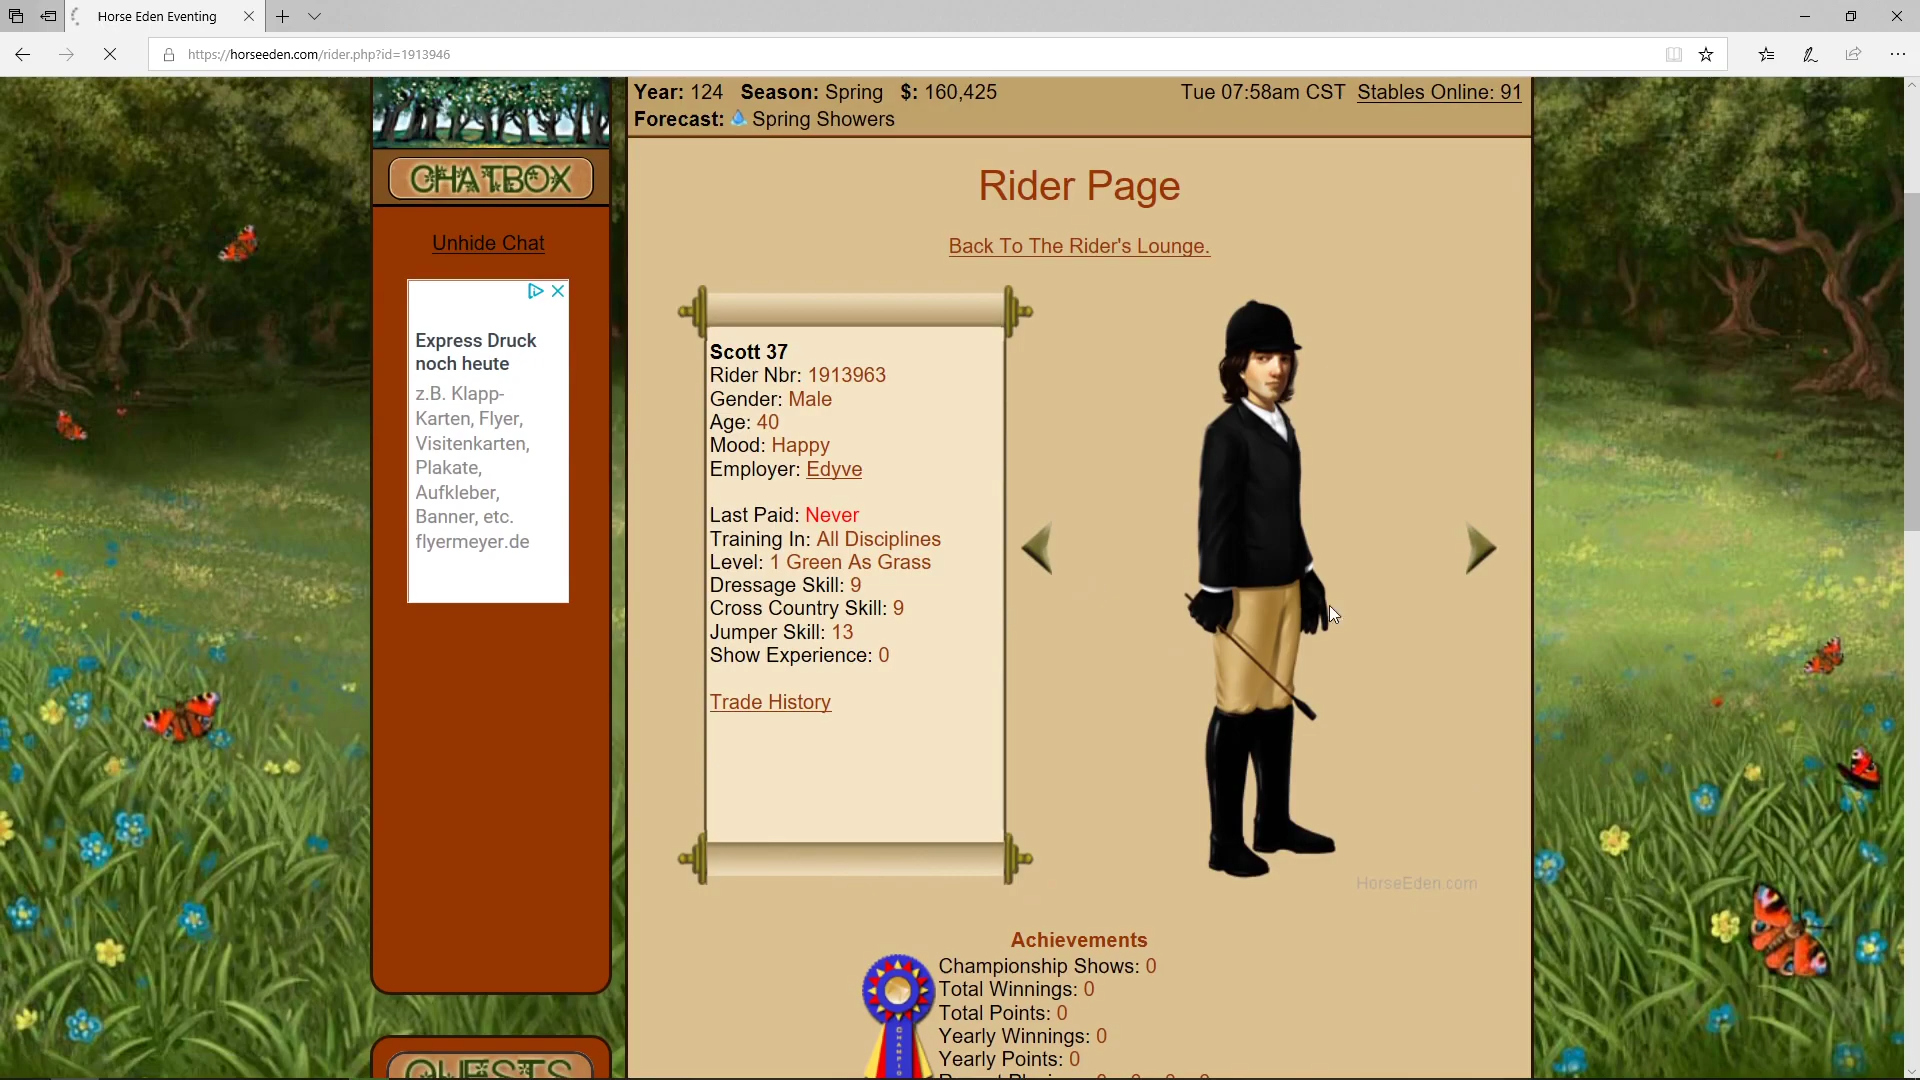 Horse Eden Eventing
https://horseeden.com/rider.php?id=1913946
Year: 124 Season: Spring $: 160,425
Tue 07:58am CST Stables Online: 91
Forecast: Spring Showers
CHATBOX
Unhide Chat
Express Druck
noch heute
z.B. Klapp-
Karten, Flyer,
Visitenkarten,
Plakate,
Aufkleber,
Banner, etc.
flyermeyer.de
QUESTS
Rider Page
Back To The Rider's Lounge.
Scott 37
Rider Nbr: 1913963
Gender: Male
Age: 40
Mood: Happy
Employer: Edyve
Last Paid: Never
Training In: All Disciplines
Level: 1 Green As Grass
Dressage Skill: 9
Cross Country Skill: 9
Jumper Skill: 13
Show Experience: 0
Trade History
HorseEden.com
Achievements
Championship Shows: 0
Total Winnings: 0
Total Points: 0
Yearly Winnings: 0
Yearly Points: 0